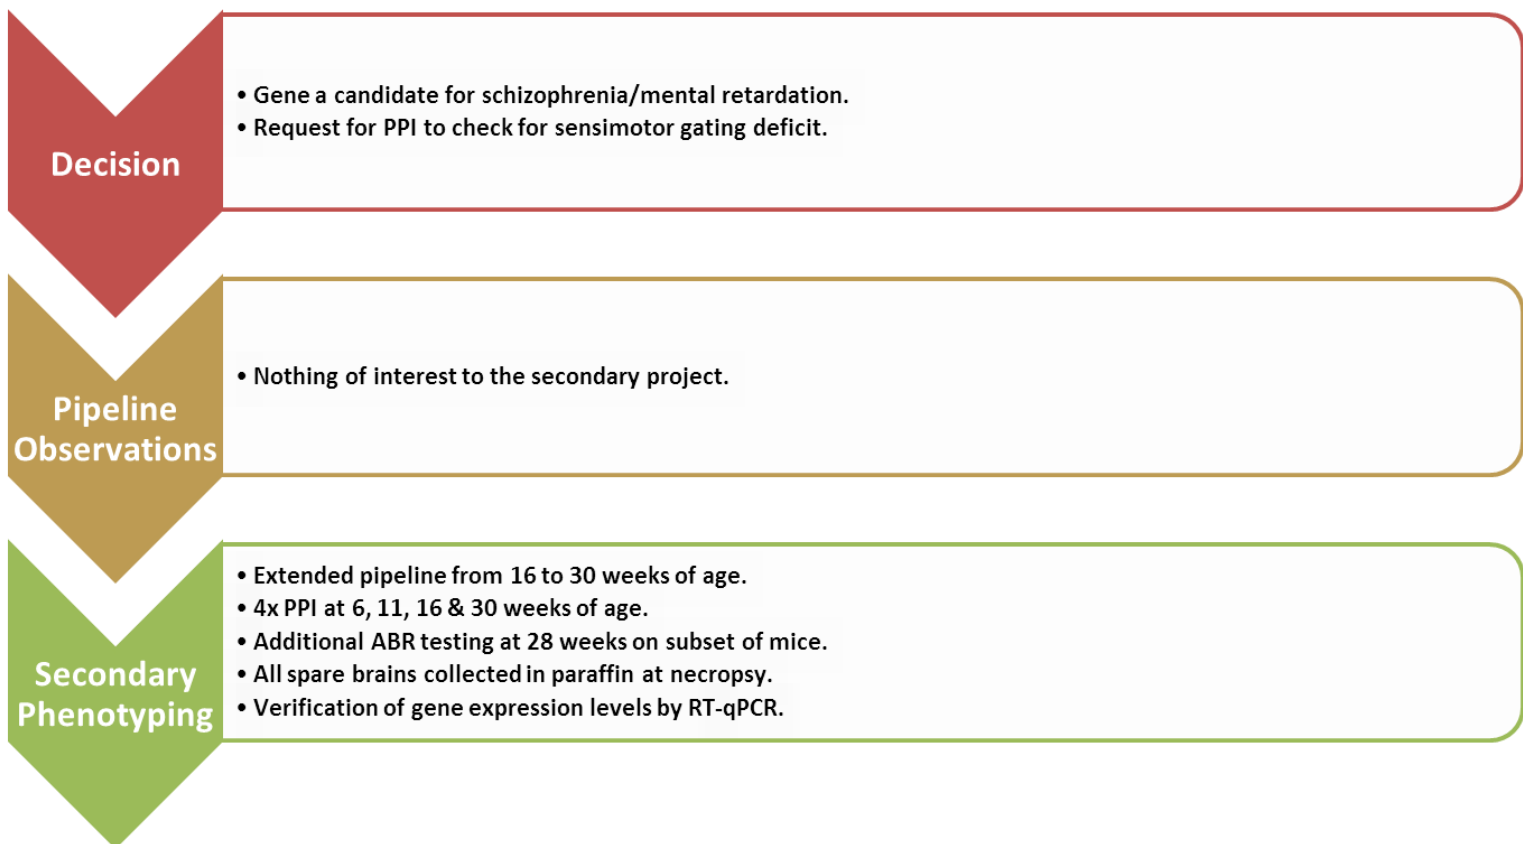 Decision
• Gene a candidate for schizophrenia/mental retardation.
• Request for PPI to check for sensimotor gating deficit.
Pipeline
Observations
• Nothing of interest to the secondary project.
Secondary
Phenotyping
• Extended pipeline from 16 to 30 weeks of age.
• 4x PPI at 6, 11, 16 & 30 weeks of age.
• Additional ABR testing at 28 weeks on subset of mice.
• All spare brains collected in paraffin at necropsy.
• Verification of gene expression levels by RT-qPCR.